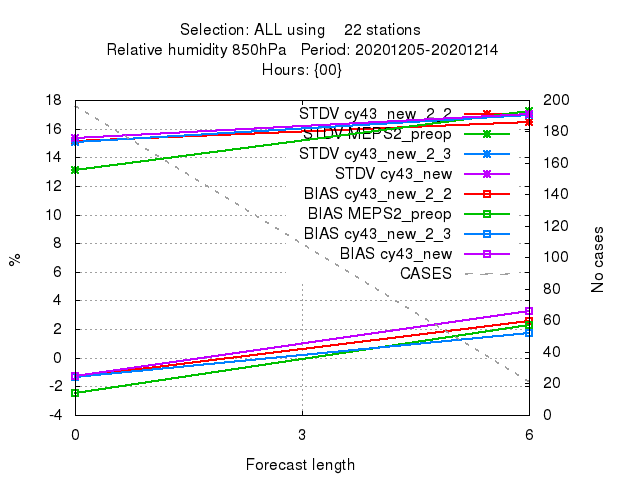 Selection: ALL using 22 stations
Relative humidity 850hPa Period: 20201205-20201214
Hours: {00}
18
16
14
12
10
8
6
4
2
0
-2
-4
%
200
180
160
140
120
100
80
60
40
20
0
No cases
STDV cy43_new_2_2
STDV MEPS2_preop
STDV cy43_new_2_3
STDV cy43_new
BIAS cy43_new_2_2
BIAS MEPS2_preop
BIAS cy43_new_2_3
BIAS cy43_new
CASES
0 3 6
Forecast length